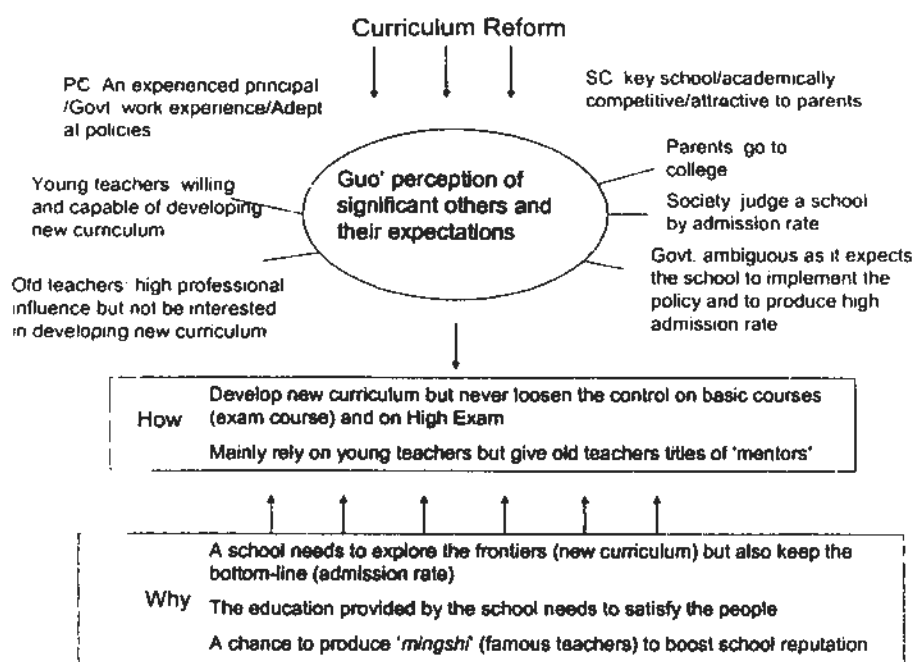 Curriculum Reform
PC An experienced principal
/Govt work experience/Adept
al policies
SC key school/academically
competitive/attractive to parents
Young teachers willing
and capable of developing
new curriculum
Old teachers: high professional
influence but not be interested
in developing new curriculum
Guo' perception of
significant others and
their expectations
Parents go to
college
Society judge a school
by admission rate
Govt. ambiguous as it expects
the school to implement the
policy and to produce high
admission rate
How
Develop new curriculum but never loosen the control on basic courses
(exam course) and on High Exam
Mainly rely on young teachers but give old teachers titles of 'mentors'
Why
A school needs to explore the frontiers (new curriculum) but also keep the
bottom-line (admission rate)
The education provided by the school needs to satisfy the people
A chance to produce 'mingshi' (famous teachers) to boost school reputation